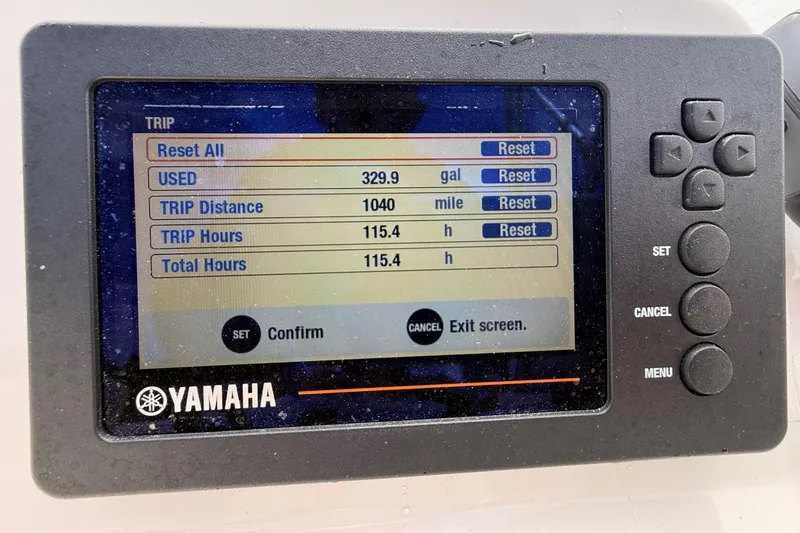 TRIP
Reset All Reset
USED 329.9 gal Reset
TRIP Distance 1040 mile Reset
TRIP Hours 115.4 h Reset
Total Hours 115.4 h
SET Confirm CANCEL Exit screen.
YAMAHA
SET
CANCEL
MENU